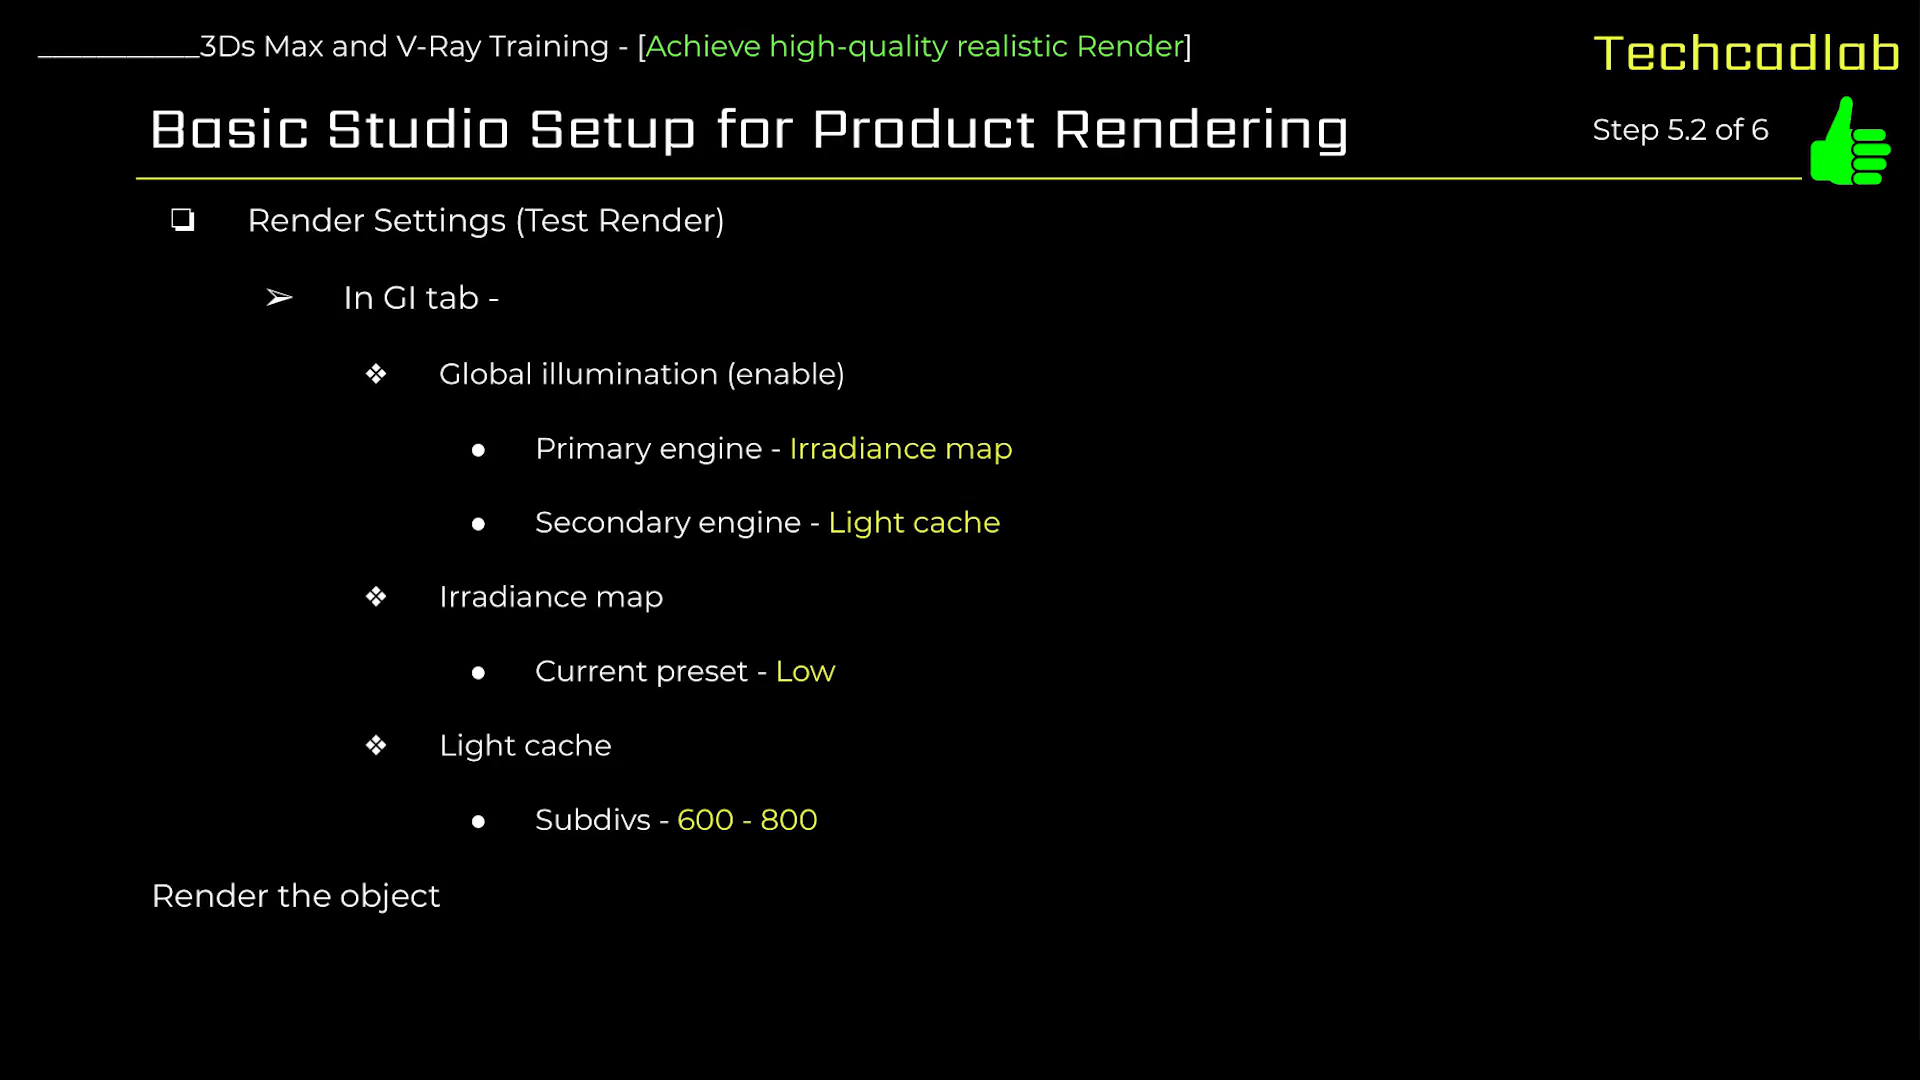 ___________3Ds Max and V-Ray Training - [Achieve high-quality realistic Render]
Techcadlab
Basic Studio Setup for Product Rendering
Step 5.2 of 6
❏ Render Settings (Test Render)
➢ In GI tab -
❖ Global illumination (enable)
● Primary engine - Irradiance map
● Secondary engine - Light cache
❖ Irradiance map
● Current preset - Low
❖ Light cache
● Subdivs - 600 - 800
Render the object